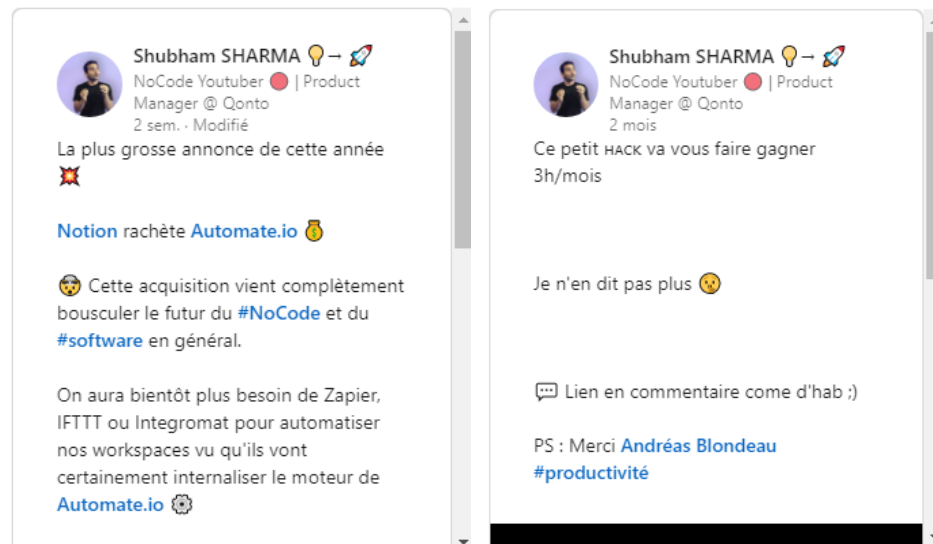 Shubham SHARMA 💡→ 🚀
NoCode Youtuber 🔴 | Product
Manager @ Qonto
2 sem. · Modifié
La plus grosse annonce de cette année
💥
Notion rachète Automate.io 💰
🤯 Cette acquisition vient complètement
bousculer le futur du #NoCode et du
#software en général.
On aura bientôt plus besoin de Zapier,
IFTTT ou Integromat pour automatiser
nos workspaces vu qu'ils vont
certainement internaliser le moteur de
Automate.io ⚙️
Shubham SHARMA 💡→ 🚀
NoCode Youtuber 🔴 | Product
Manager @ Qonto
2 mois
Ce petit ʜᴀᴄᴋ va vous faire gagner
3h/mois
Je n'en dit pas plus 🤫
💬 Lien en commentaire come d'hab ;)
PS : Merci Andréas Blondeau
#productivité